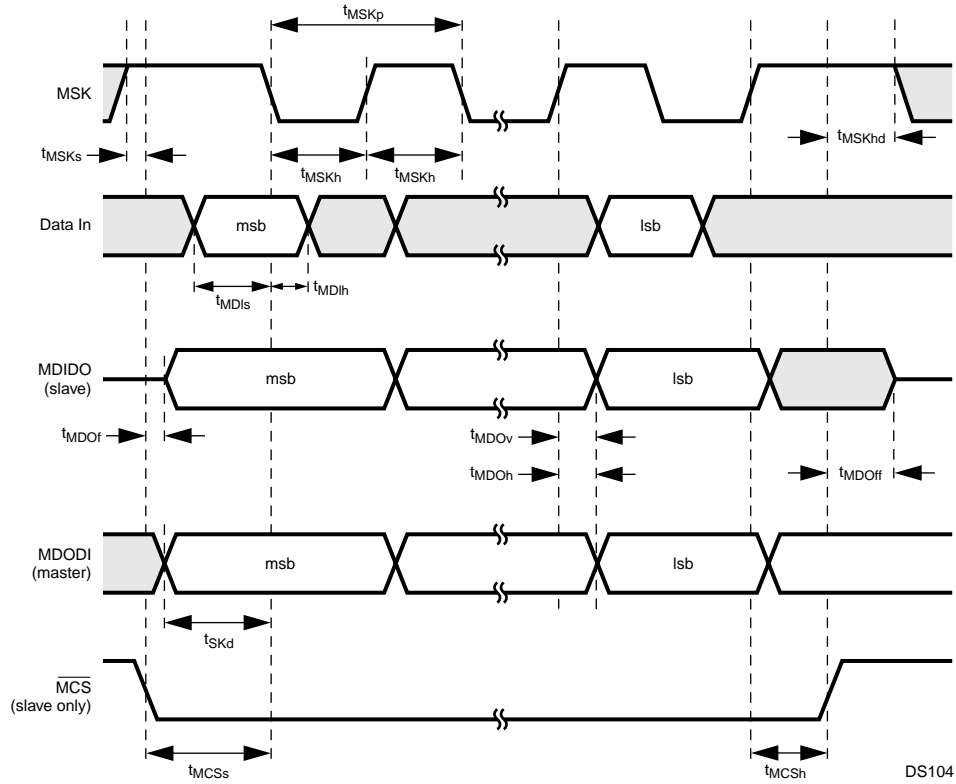 tMSKp
MSK
tMSKs
tMSKh
tMSKh
tMSKhd
Data In
msb
lsb
tMDIs
tMDIh
MDIDO
(slave)
msb
lsb
tMDOf
tMDOv
tMDOh
tMDOff
MDODI
(master)
msb
lsb
tSKd
MCS
(slave only)
tMCSs
tMCSh
DS104